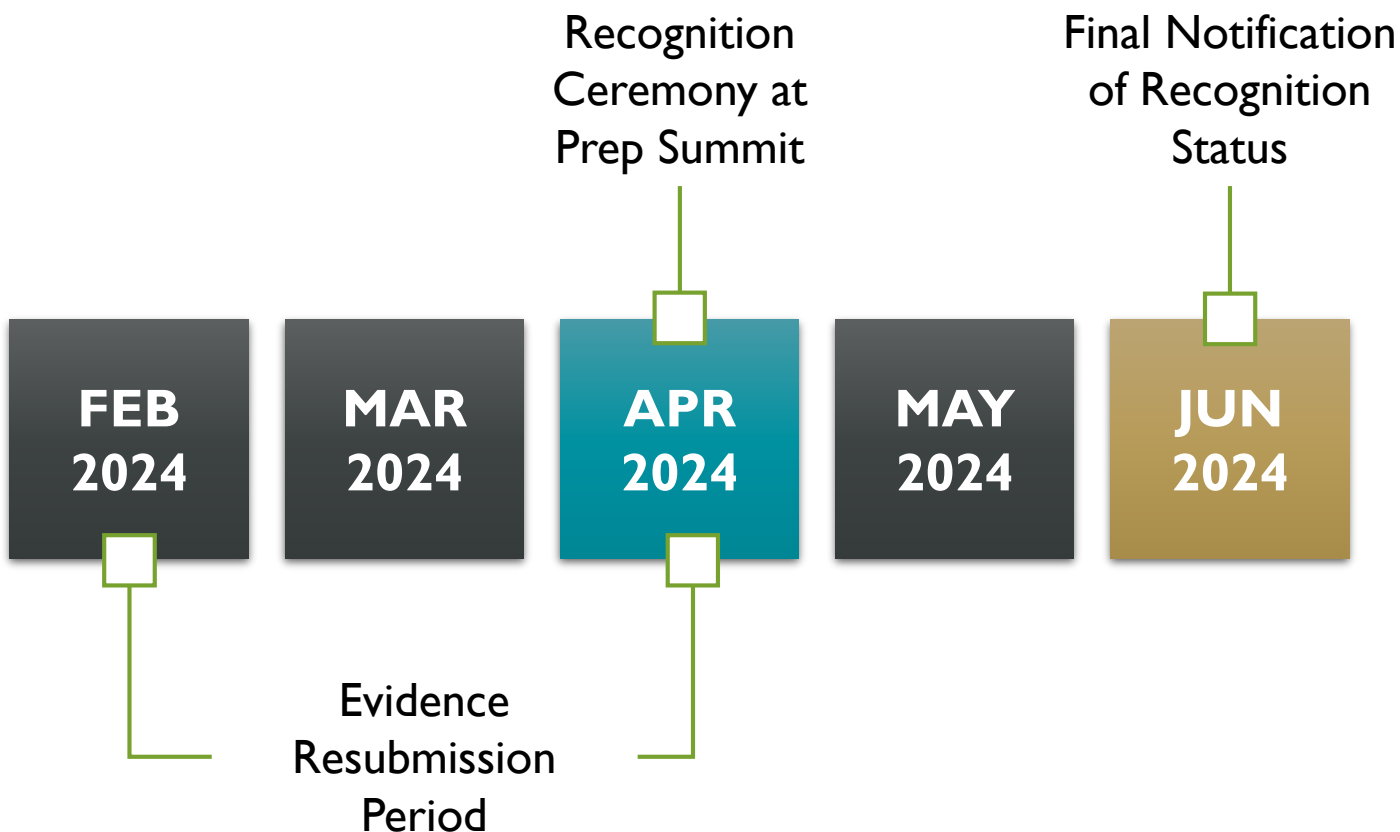 Recognition
Ceremony at
Prep Summit
Final Notification
of Recognition
Status
FEB
2024
MAR
2024
APR
2024
MAY
2024
JUN
2024
Evidence
Resubmission
Period